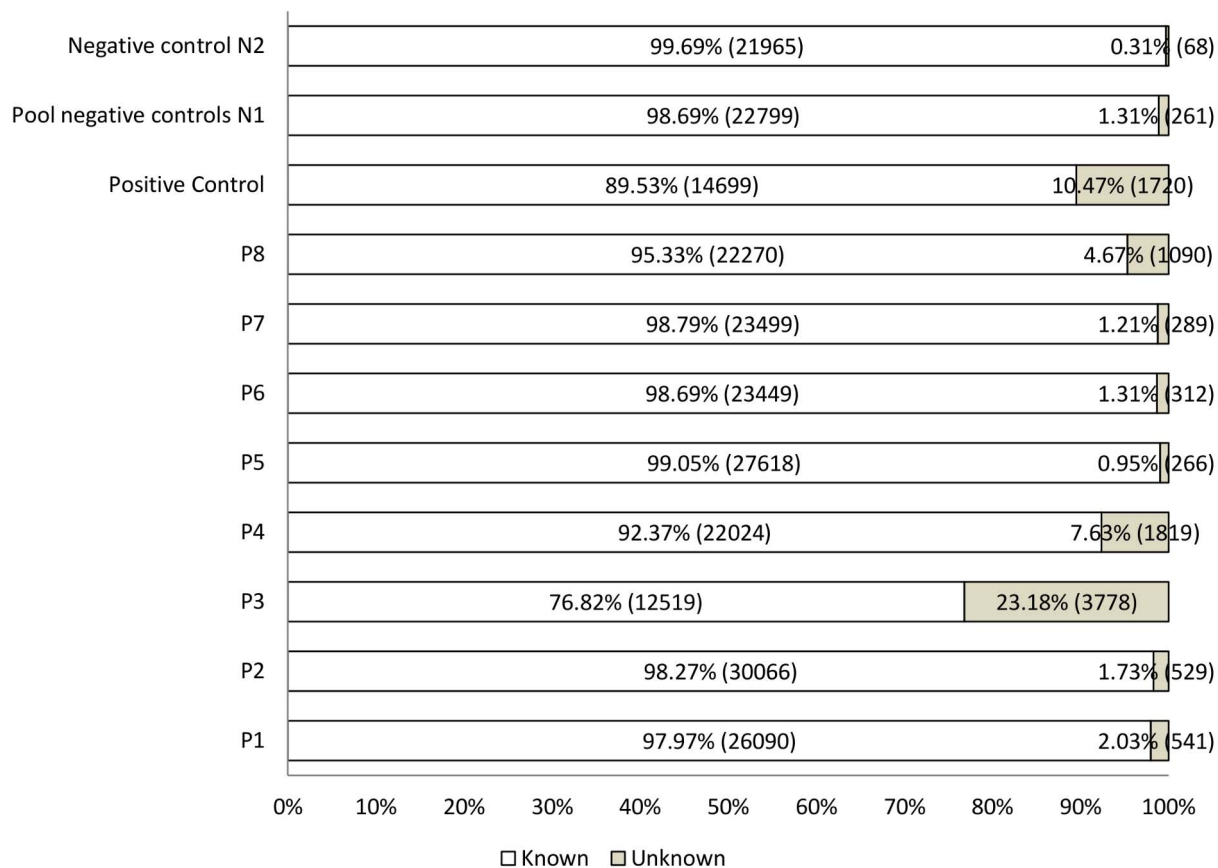 Negative control N2 99.69% (21965) 0.31% (68)
Pool negative controls N1 98.69% (22799) 1.31% (261)
Positive Control 89.53% (14699) 10.47% (1720)
P8 95.33% (22270) 4.67% (1090)
P7 98.79% (23499) 1.21% (289)
P6 98.69% (23449) 1.31% (312)
P5 99.05% (27618) 0.95% (266)
P4 92.37% (22024) 7.63% (1819)
P3 76.82% (12519) 23.18% (3778)
P2 98.27% (30066) 1.73% (529)
P1 97.97% (26090) 2.03% (541)
0% 10% 20% 30% 40% 50% 60% 70% 80% 90% 100%
Known Unknown